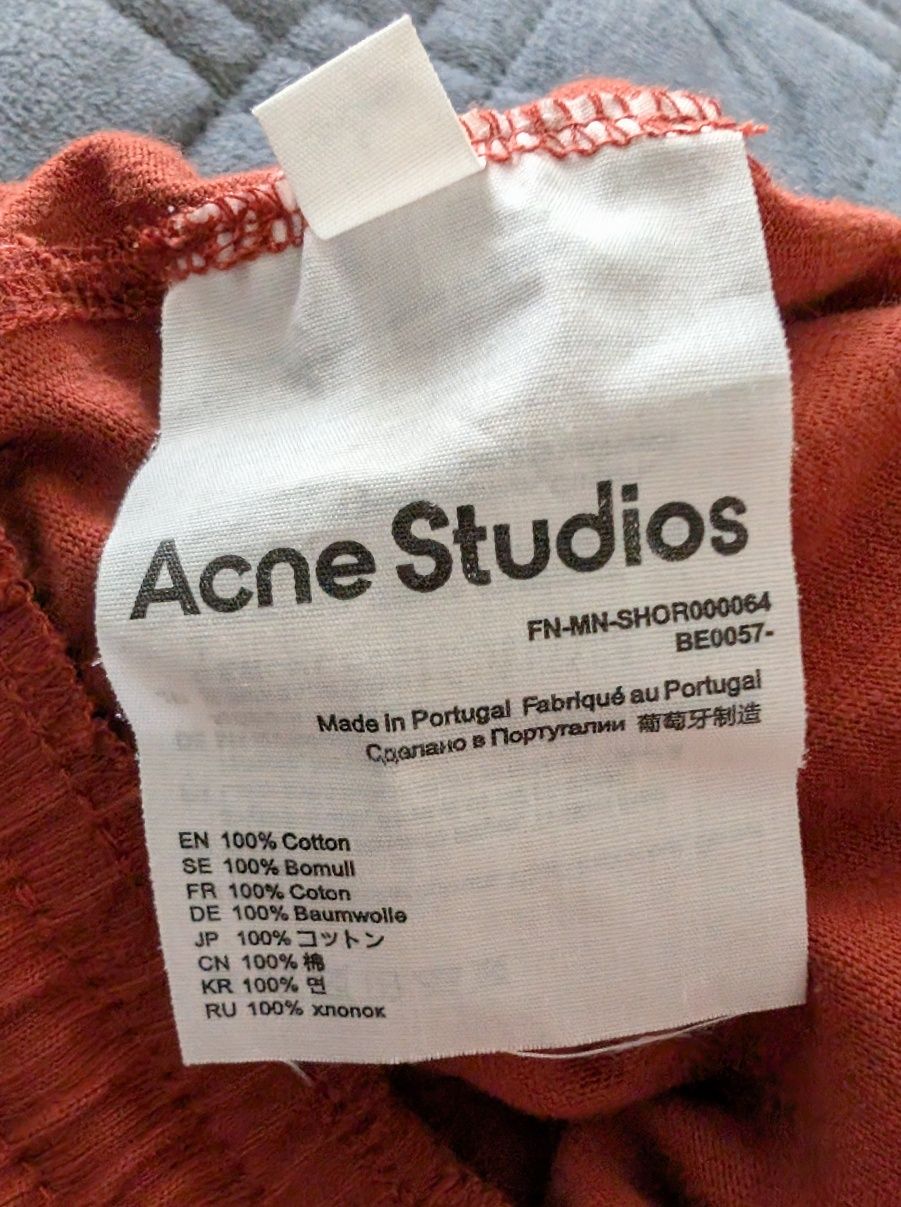 Acne Studios
FN-MN-SHOR000064
BE0057-
Made in Portugal Fabriqué au Portugal
Сделано в Португалии 葡萄牙制造
EN 100% Cotton
SE 100% Bomull
FR 100% Coton
DE 100% Baumwolle
JP 100% コットン
CN 100% 棉
KR 100% 면
RU 100% хлопок